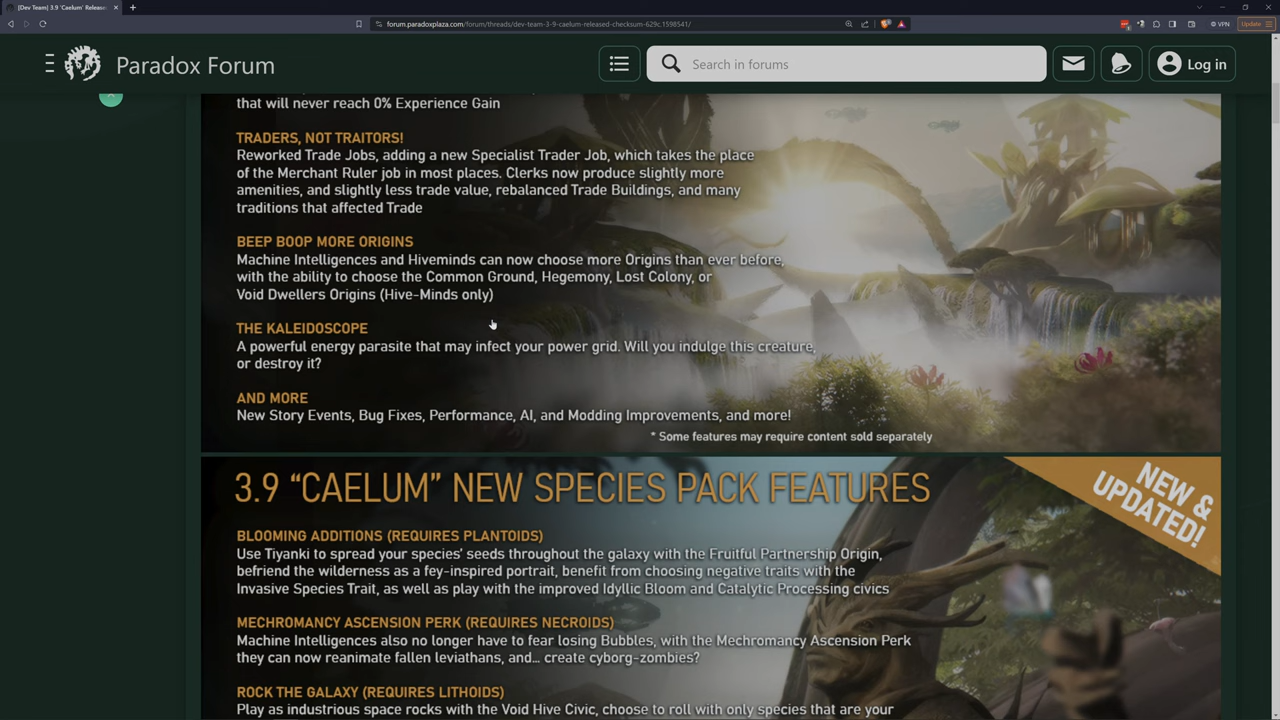 [Dev Team] 3.9 'Caelum' Release
forum.paradoxplaza.com/forum/threads/dev-team-3-9-caelum-released-checksum-629c.1598541/
VPN
Update
Paradox Forum
Search in forums
Log in
that will never reach 0% Experience Gain
TRADERS, NOT TRAITORS!
Reworked Trade Jobs, adding a new Specialist Trader Job, which takes the place
of the Merchant Ruler job in most places. Clerks now produce slightly more
amenities, and slightly less trade value, rebalanced Trade Buildings, and many
traditions that affected Trade
BEEP BOOP MORE ORIGINS
Machine Intelligences and Hiveminds can now choose more Origins than ever before,
with the ability to choose the Common Ground, Hegemony, Lost Colony, or
Void Dwellers Origins (Hive-Minds only)
THE KALEIDOSCOPE
A powerful energy parasite that may infect your power grid. Will you indulge this creature,
or destroy it?
AND MORE
New Story Events, Bug Fixes, Performance, AI, and Modding Improvements, and more!
* Some features may require content sold separately
3.9 “CAELUM” NEW SPECIES PACK FEATURES
NEW &
UPDATED!
BLOOMING ADDITIONS (REQUIRES PLANTOIDS)
Use Tiyanki to spread your species’ seeds throughout the galaxy with the Fruitful Partnership Origin,
befriend the wilderness as a fey-inspired portrait, benefit from choosing negative traits with the
Invasive Species Trait, as well as play with the improved Idyllic Bloom and Catalytic Processing civics
MECHROMANCY ASCENSION PERK (REQUIRES NECROIDS)
Machine Intelligences also no longer have to fear losing Bubbles, with the Mechromancy Ascension Perk
they can now reanimate fallen leviathans, and... create cyborg-zombies?
ROCK THE GALAXY (REQUIRES LITHOIDS)
Play as industrious space rocks with the Void Hive Civic, choose to roll with only species that are your